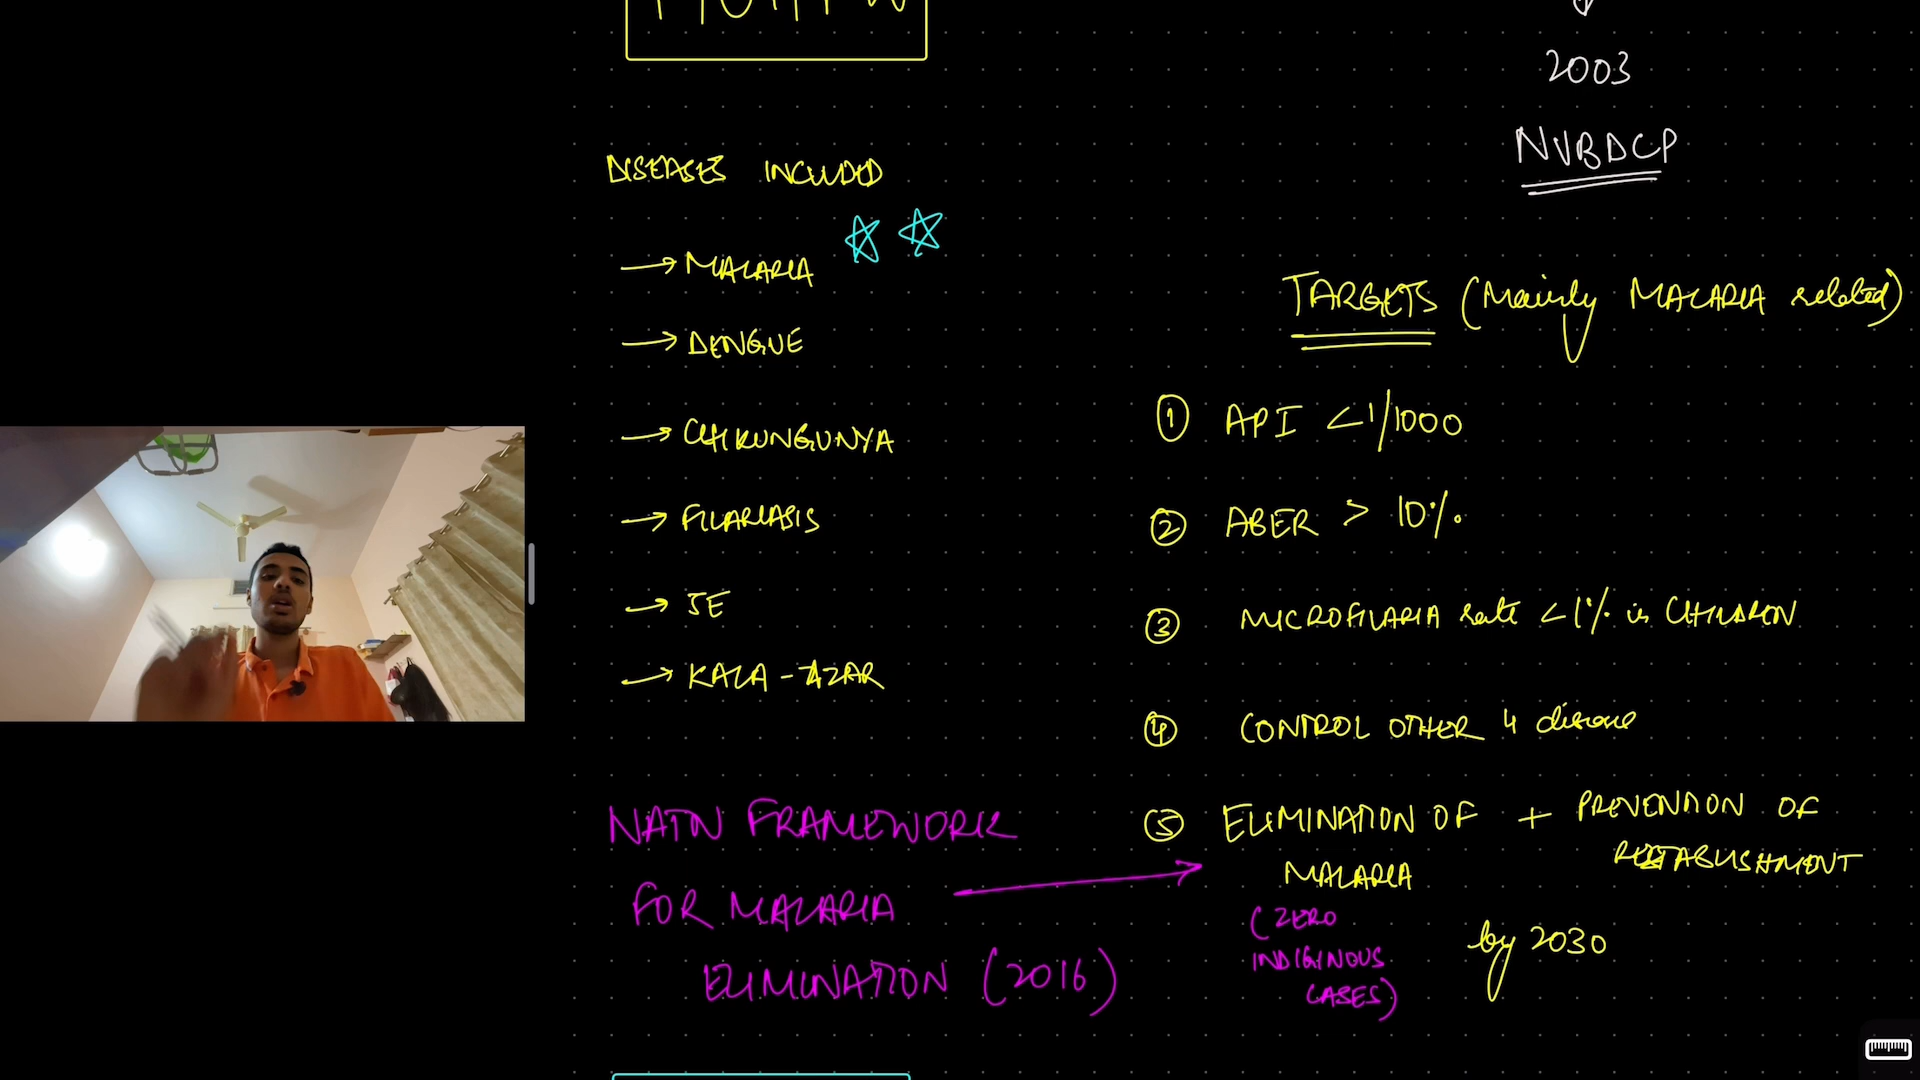 2003
NVBDCP
DISEASES INCLUDED
→ MALARIA
→ DENGUE
→ CHIKUNGUNYA
→ FILARIASIS
→ JE
→ KALA-AZAR
TARGETS (Mainly MALARIA related)
① API <1/1000
② ABER > 10%
③ MICROFILARIA rate <1% in CHILDREN
④ CONTROL OTHER 4 disease
⑤ ELIMINATION OF MALARIA + PREVENTION OF REESTABLISHMENT
(ZERO
INDIGINOUS
CASES)
by 2030
NATN FRAMEWORK
FOR MALARIA
ELIMINATION (2016)